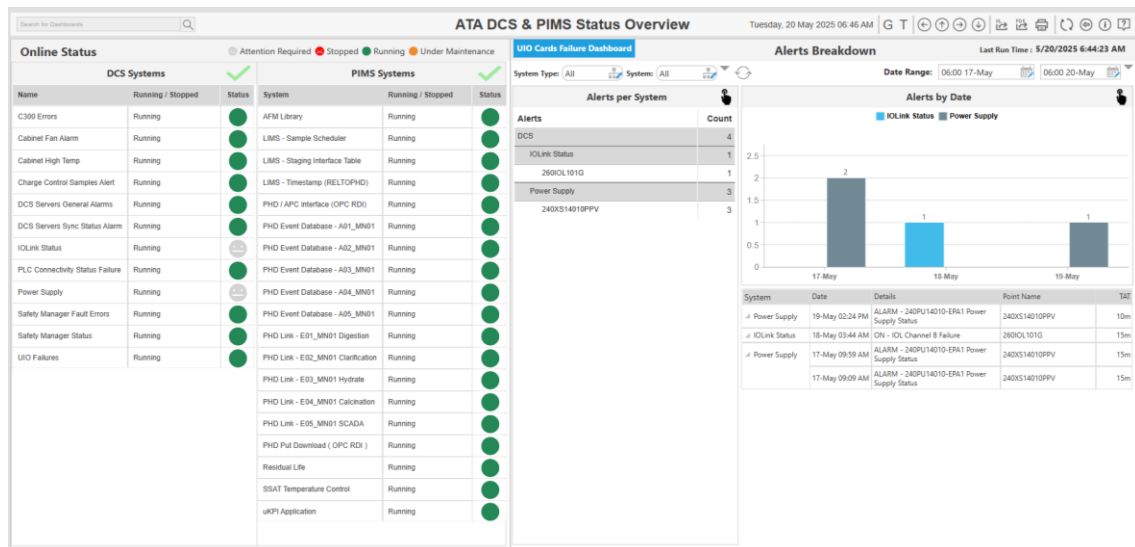 Search for Dashboards
ATA DCS & PIMS Status Overview
Tuesday, 20 May 2025 06.46 AM G T
Online Status
Attention Required Stopped Running Under Maintenance
DCS Systems
PIMS Systems
Name Running / Stopped Status System Running / Stopped Status
C300 Errors Running AFM Library Running
Cabinet Fan Alarm Running LIMS - Sample Scheduler Running
Cabinet High Temp Running LIMS - Staging Interface Table Running
Charge Control Samples Alert Running LIMS - Timestamp (RELTOPHD) Running
DCS Servers General Alarms Running PHD / APC Interface (OPC RDI) Running
DCS Servers Sync Status Alarm Running PHD Event Database - A01_MN01 Running
IOLink Status Running PHD Event Database - A02_MN01 Running
PLC Connectivity Status Failure Running PHD Event Database - A03_MN01 Running
Power Supply Running PHD Event Database - A04_MN01 Running
Safety Manager Fault Errors Running PHD Event Database - A05_MN01 Running
Safety Manager Status Running PHD Link - E01_MN01 Digestion Running
UIO Failures Running PHD Link - E02_MN01 Clarification Running
PHD Link - E03_MN01 Hydrate Running
PHD Link - E04_MN01 Calcination Running
PHD Link - E05_MN01 SCADA Running
PHD Put Download ( OPC RDI ) Running
Residual Life Running
SSAT Temperature Control Running
uKPI Application Running
UIO Cards Failure Dashboard
Alerts Breakdown
Last Run Time : 5/20/2025 6:44:23 AM
System Type: All System: All
Date Range: 06:00 17-May 06:00 20-May
Alerts per System
Alerts Count
DCS 4
IOLink Status 1
260IOL101G 1
Power Supply 3
240XS14010PPV 3
Alerts by Date
IOLink Status Power Supply
2.5
2
1.5
1
0.5
0
2
1
1
17-May 18-May 19-May
System Date Details Point Name TAT
Power Supply 19-May 02:24 PM ALARM - 240PU14010-EPA1 Power Supply Status 240XS14010PPV 10m
IOLink Status 18-May 03:44 AM ON - IOL Channel B Failure 260IOL101G 15m
Power Supply 17-May 09:59 AM ALARM - 240PU14010-EPA1 Power Supply Status 240XS14010PPV 15m
17-May 09:09 AM ALARM - 240PU14010-EPA1 Power Supply Status 240XS14010PPV 15m